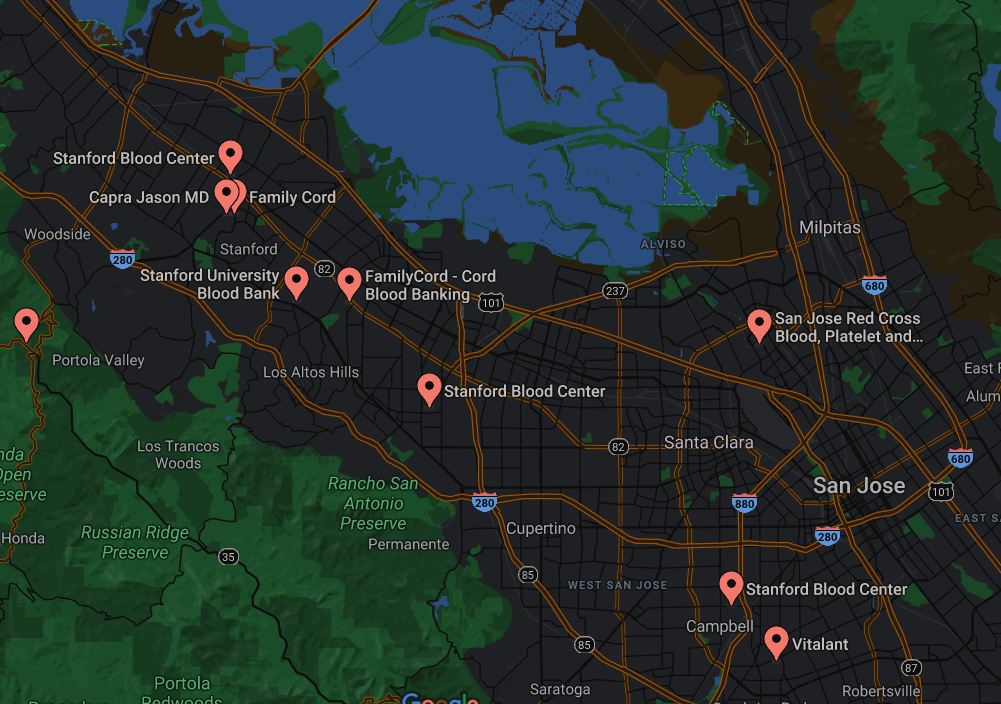 Stanford Blood Center
Capra Jason MD
Family Cord
Woodside
Stanford
280
82
Stanford University
Blood Bank
FamilyCord - Cord
Blood Banking
101
237
ALVISO
Milpitas
680
San Jose Red Cross
Blood, Platelet and...
Portola Valley
Los Altos Hills
East
Alum
Stanford Blood Center
Los Trancos
Woods
82
Santa Clara
680
nda
Open
eserve
Rancho San
Antonio
Preserve
280
880
San Jose
101
EAST S
Honda
Russian Ridge
Preserve
35
Permanente
Cupertino
280
85
WEST SAN JOSE
Stanford Blood Center
Campbell
85
Vitalant
87
Portola
Redwoods
Saratoga
Robertsville
Google